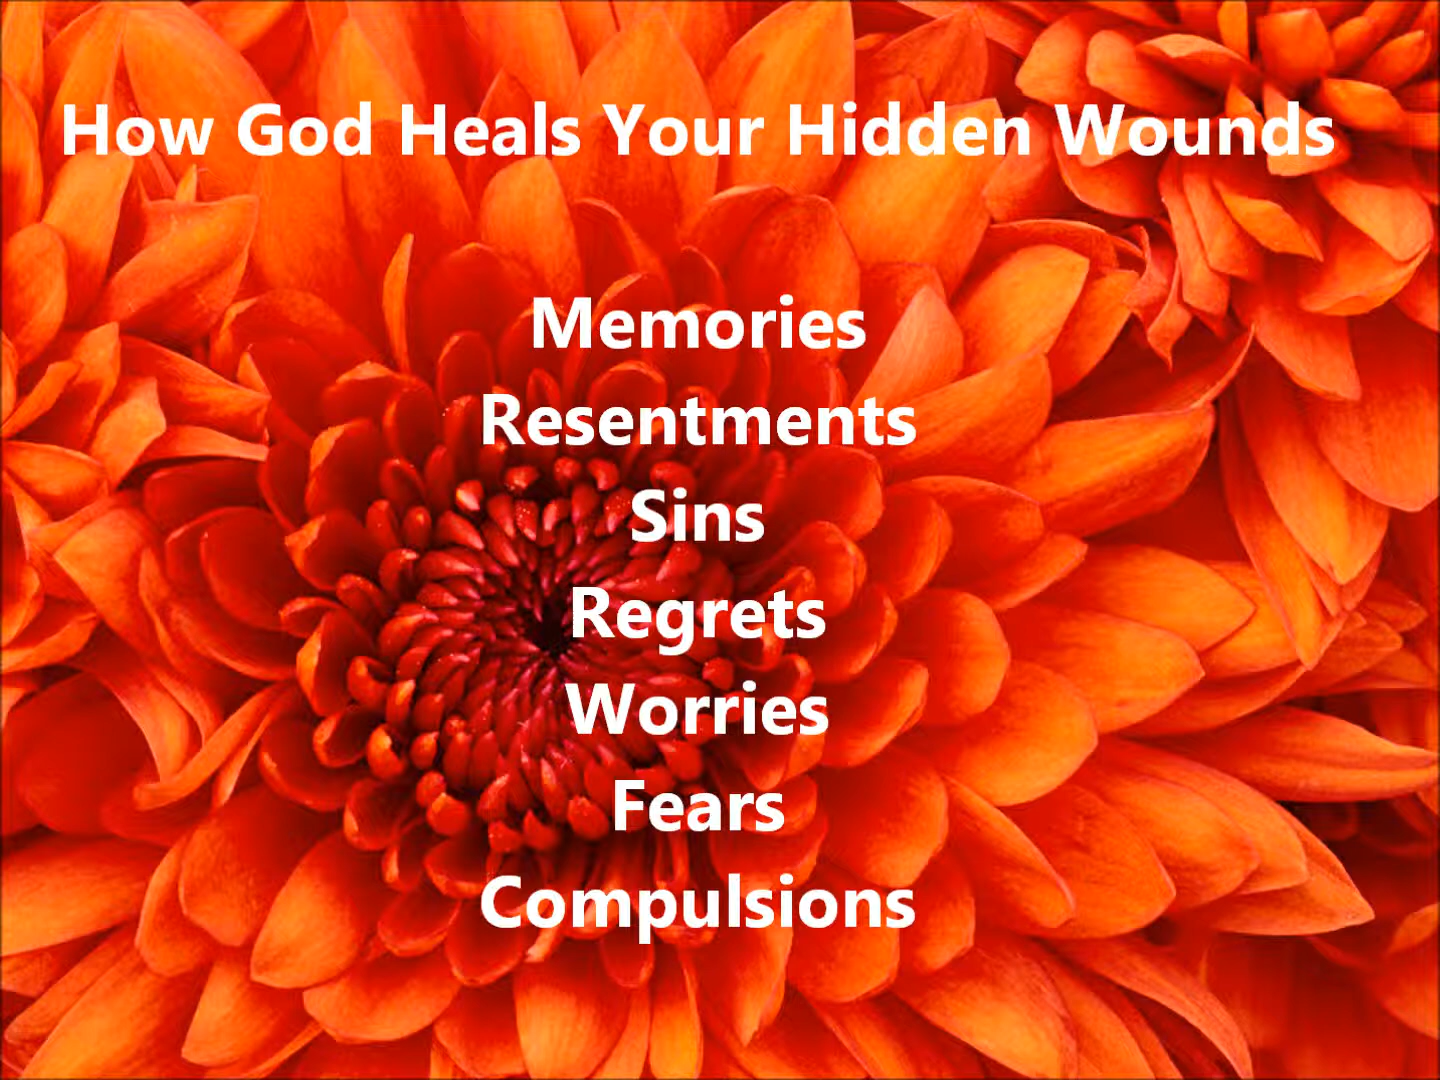 How God Heals Your Hidden Wounds
Memories
Resentments
Sins
Regrets
Worries
Fears
Compulsions